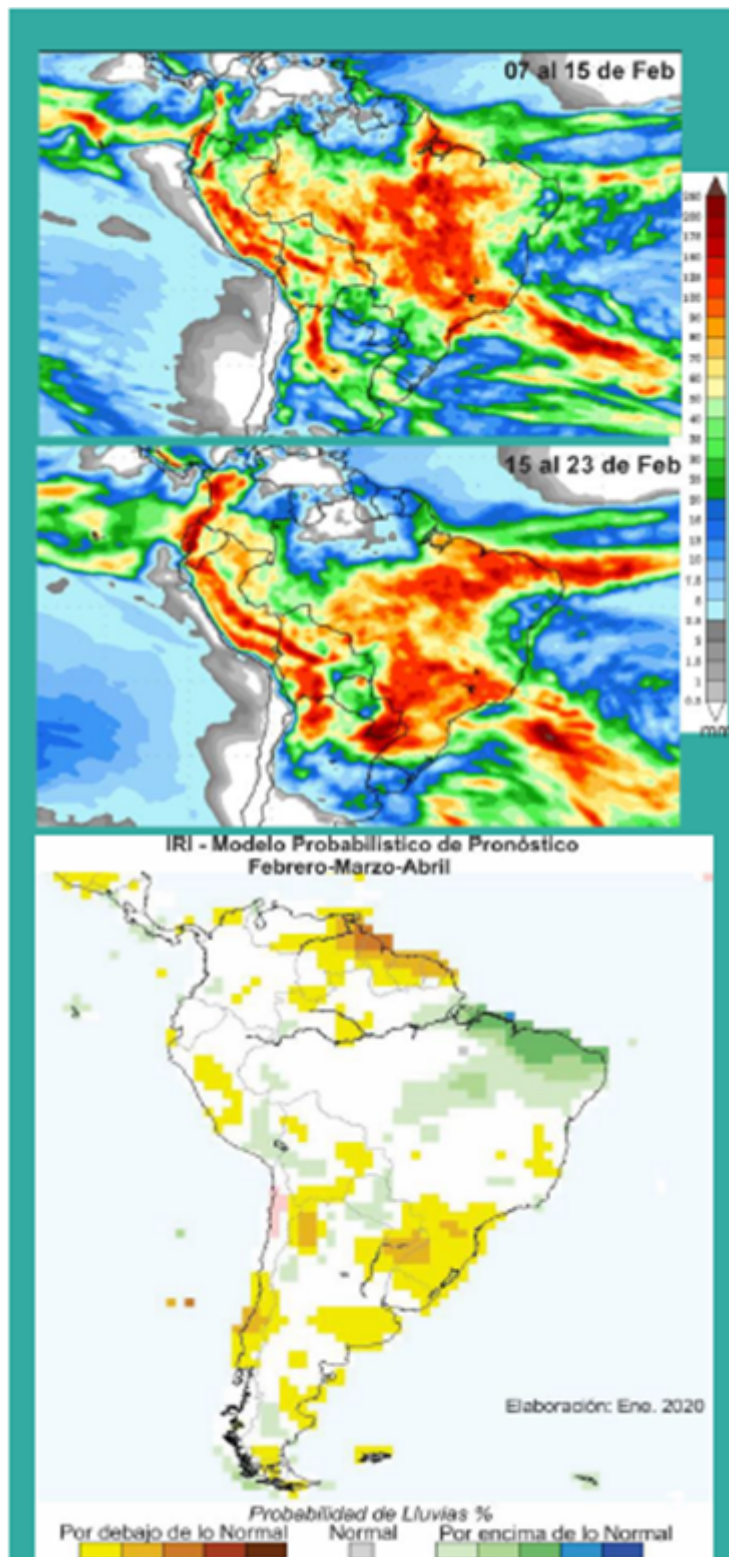 07 al 15 de Feb
15 al 23 de Feb
mm
IRI - Modelo Probabilístico de Pronóstico
Febrero-Marzo-Abril
Elaboración: Ene. 2020
Probabilidad de Lluvias %
Por debajo de lo Normal Normal Por encima de lo Normal